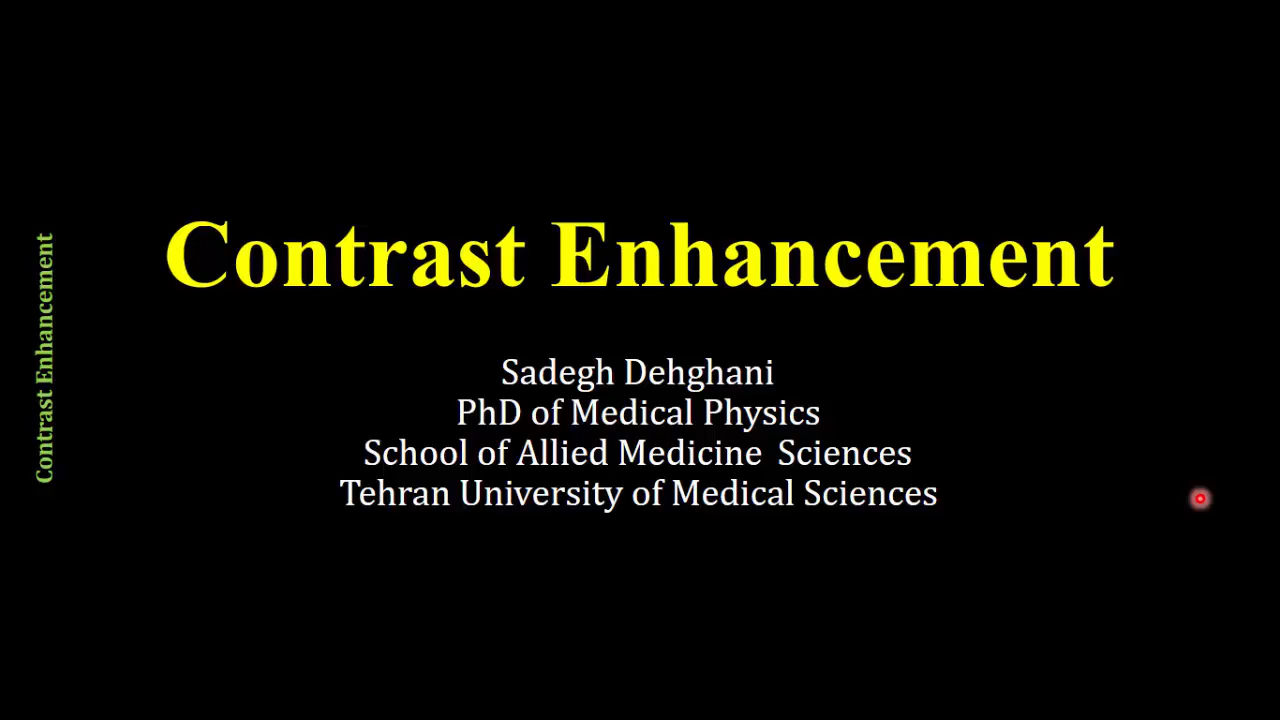 Contrast Enhancement
Contrast Enhancement
Sadegh Dehghani
PhD of Medical Physics
School of Allied Medicine  Sciences
Tehran University of Medical Sciences